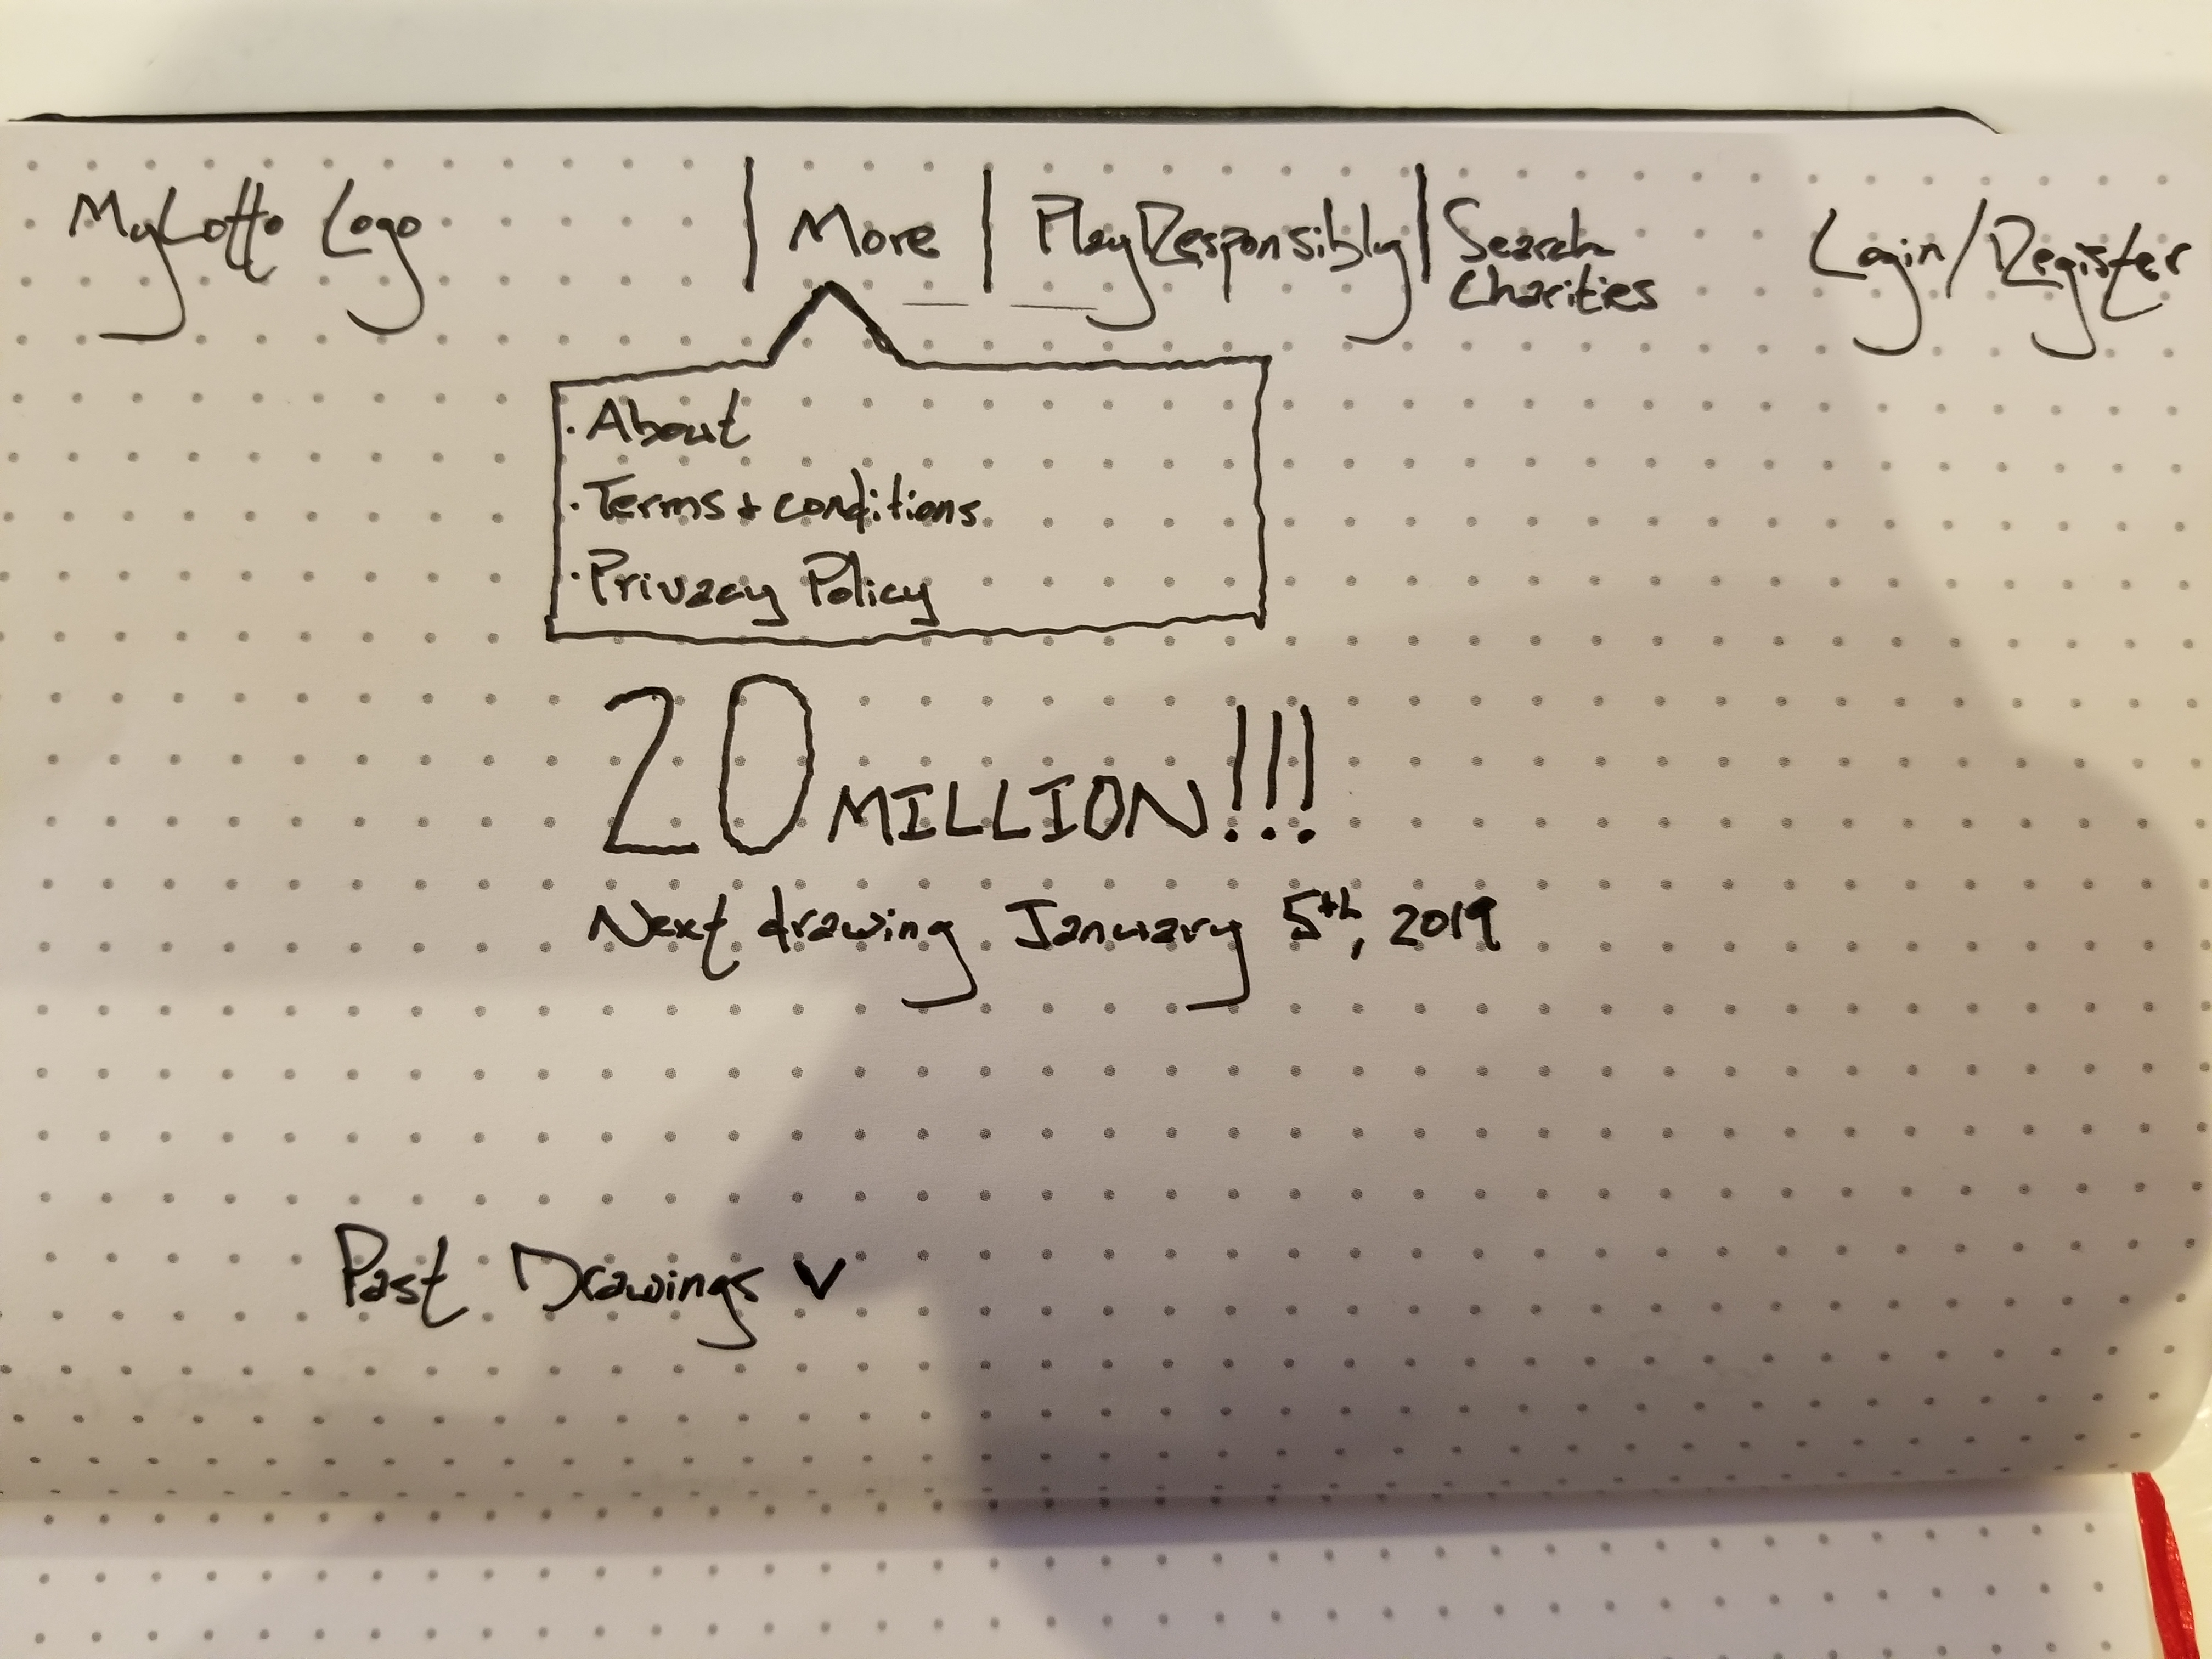 MyLotto Logo | More | Play Responsibly | Search Charities Login/Register
. About
. Terms + conditions
. Privacy Policy
20 MILLION!!!
Next drawing January 5th, 2019
Past Drawings v